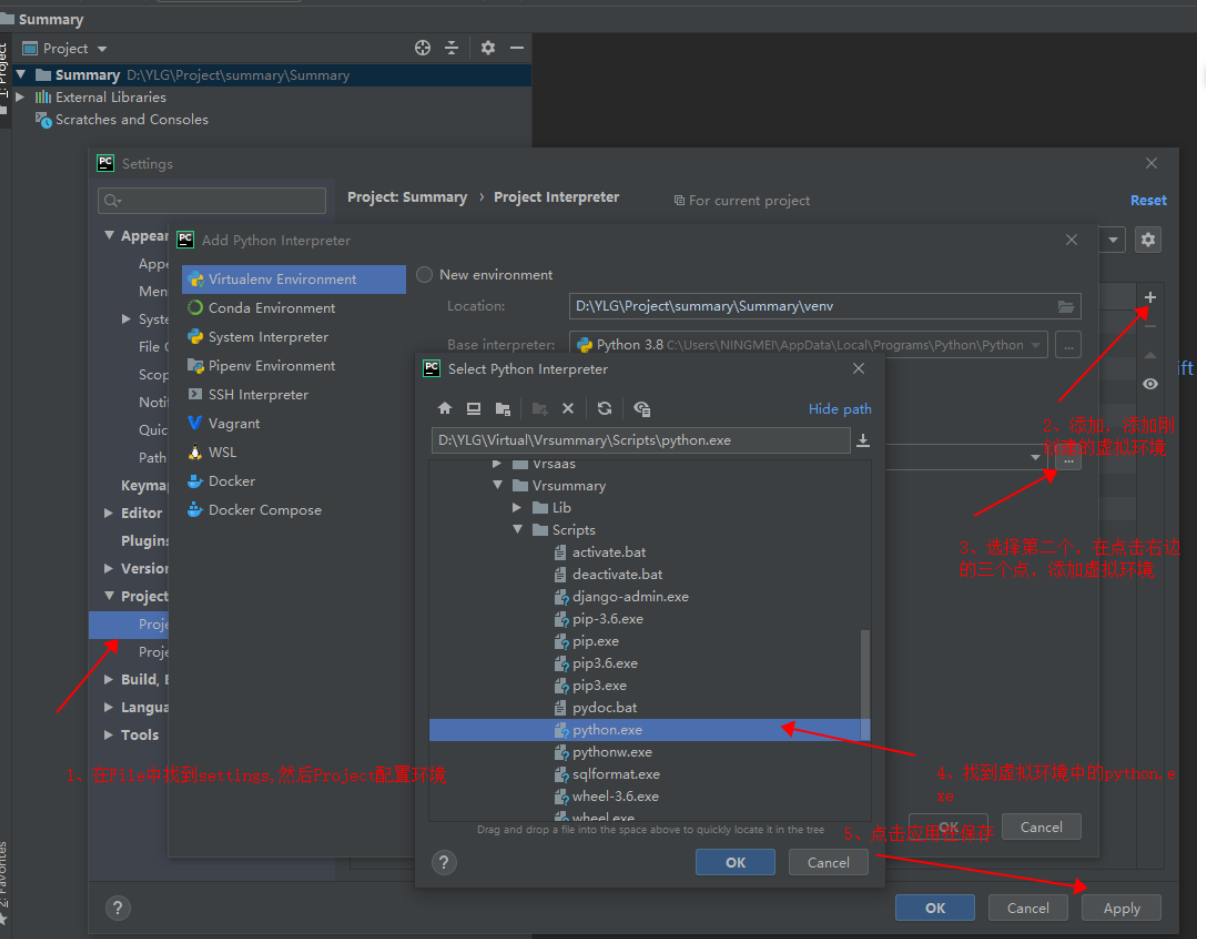 Summary
1: Project
Project
Summary D:\YLG\Project\summary\Summary
External Libraries
Scratches and Consoles
Settings
Project: Summary › Project Interpreter
For current project
Reset
Appear
Appe
Men
Syste
File C
Scop
Noti
Quic
Path
Keyma
Editor
Plugins
Version
Project
Proje
Proje
Build, E
Langua
Tools
Add Python Interpreter
Virtualenv Environment
Conda Environment
System Interpreter
Pipenv Environment
SSH Interpreter
Vagrant
WSL
Docker
Docker Compose
New environment
Location:
D:\YLG\Project\summary\Summary\venv
Base interpreter:
Python 3.8 C:\Users\NINGMEI\AppData\Local\Programs\Python\Python
...
Select Python Interpreter
Hide path
D:\YLG\Virtual\Vrsummary\Scripts\python.exe
Vrsaas
Vrsummary
Lib
Scripts
activate.bat
deactivate.bat
django-admin.exe
pip-3.6.exe
pip.exe
pip3.6.exe
pip3.exe
pydoc.bat
python.exe
pythonw.exe
sqlformat.exe
wheel-3.6.exe
wheel.exe
Drag and drop a file into the space above to quickly locate it in the tree
?
OK
Cancel
ift
2、添加，添加刚
创建的虚拟环境
...
3、选择第二个，在点击右边
的三个点，添加虚拟环境
1、在File中找到settings,然后Project配置环境
4、找到虚拟环境中的python.e
xe
5、点击应用在保存
OK
Cancel
?
OK
Cancel
Apply
2: Favorites